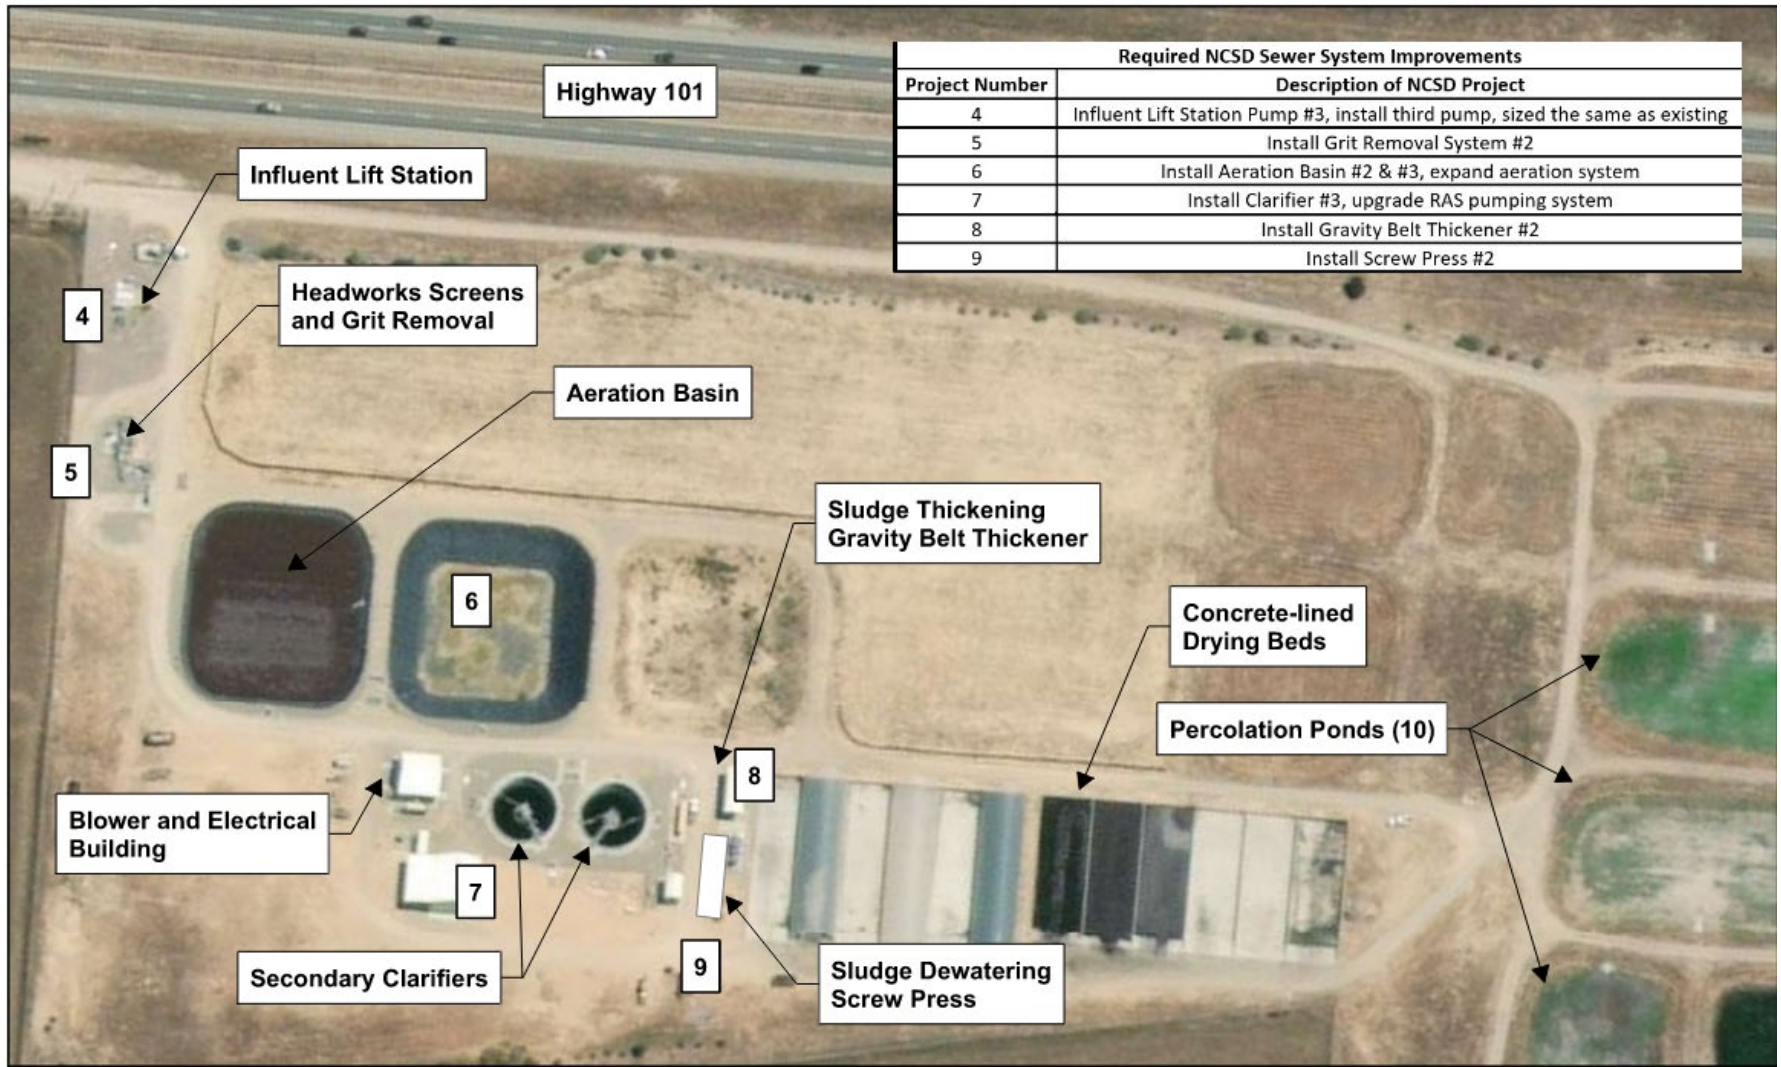 Highway 101
Required NCSD Sewer System Improvements
Project Number Description of NCSD Project
4 Influent Lift Station Pump #3, install third pump, sized the same as existing
5 Install Grit Removal System #2
6 Install Aeration Basin #2 & #3, expand aeration system
7 Install Clarifier #3, upgrade RAS pumping system
8 Install Gravity Belt Thickener #2
9 Install Screw Press #2
Influent Lift Station
4
Headworks Screens
and Grit Removal
Aeration Basin
5
Sludge Thickening
Gravity Belt Thickener
6
Concrete-lined
Drying Beds
Percolation Ponds (10)
8
Blower and Electrical
Building
7
Secondary Clarifiers
9
Sludge Dewatering
Screw Press